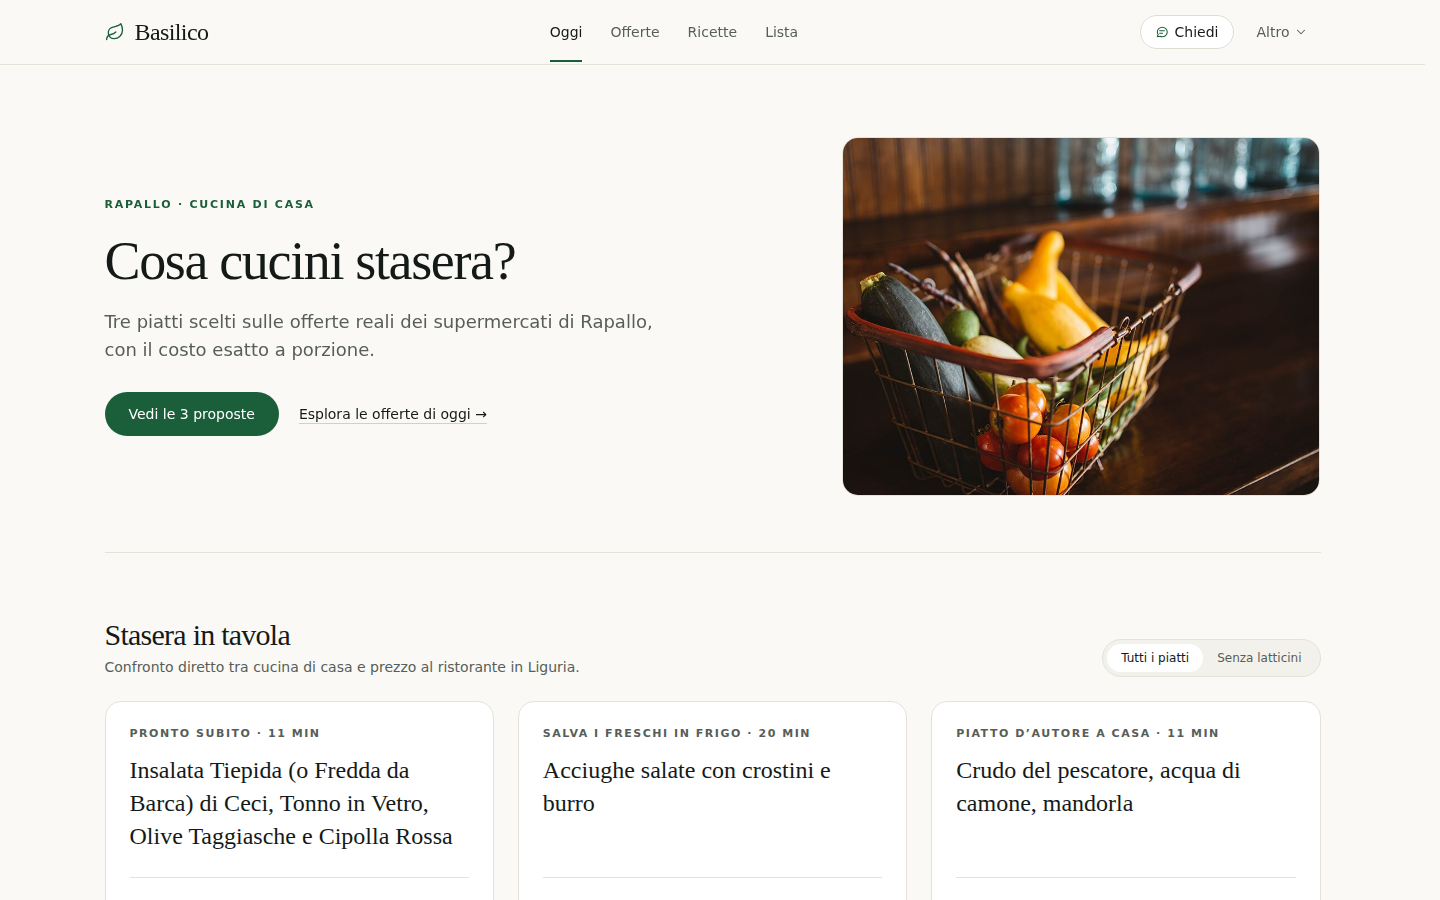 Basilico
Oggi
Offerte
Ricette
Lista
Chiedi
Altro
RAPALLO · CUCINA DI CASA
Cosa cucini stasera?
Tre piatti scelti sulle offerte reali dei supermercati di Rapallo,
con il costo esatto a porzione.
Vedi le 3 proposte
Esplora le offerte di oggi →
Stasera in tavola
Confronto diretto tra cucina di casa e prezzo al ristorante in Liguria.
Tutti i piatti
Senza latticini
PRONTO SUBITO · 11 MIN
Insalata Tiepida (o Fredda da
Barca) di Ceci, Tonno in Vetro,
Olive Taggiasche e Cipolla Rossa
SALVA I FRESCHI IN FRIGO · 20 MIN
Acciughe salate con crostini e
burro
PIATTO D’AUTORE A CASA · 11 MIN
Crudo del pescatore, acqua di
camone, mandorla